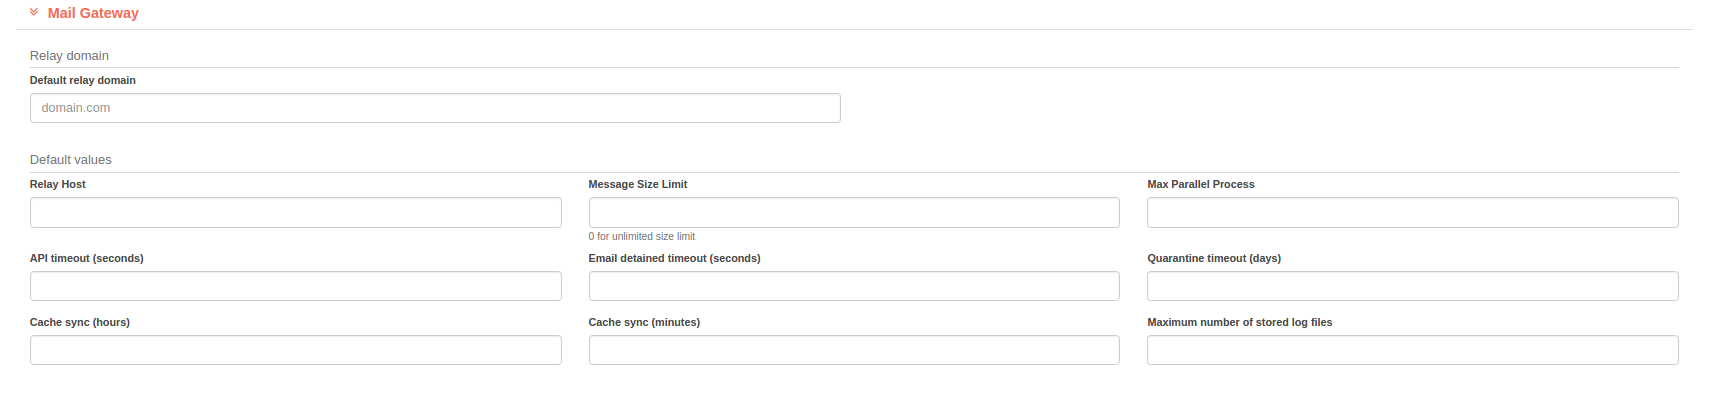 Mail Gateway
Relay domain
Default relay domain
domain.com
Default values
Relay Host
Message Size Limit
Max Parallel Process
0 for unlimited size limit
API timeout (seconds)
Email detained timeout (seconds)
Quarantine timeout (days)
Cache sync (hours)
Cache sync (minutes)
Maximum number of stored log files